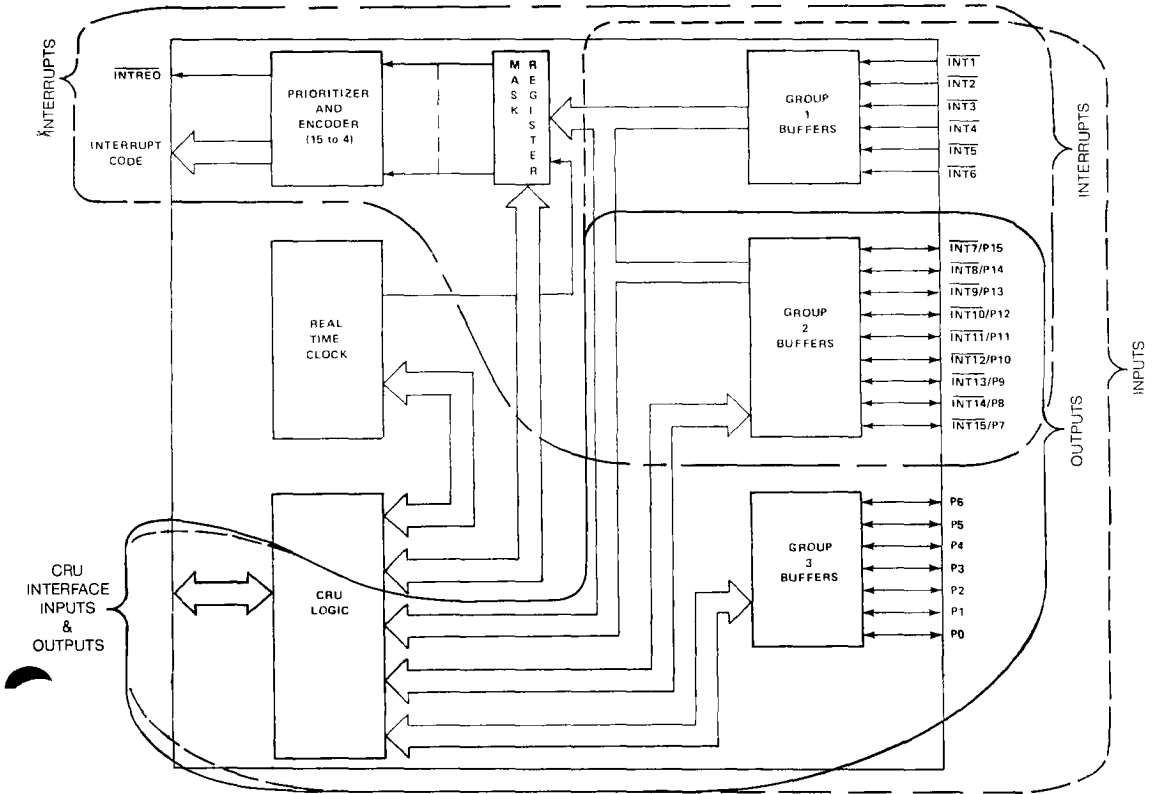 INTERRUPTS
INTREQ
INTERRUPT
CODE
PRIORITIZER
AND
ENCODER
(15 to 4)
MASK
REGISTER
GROUP
1
BUFFERS
INT1
INT2
INT3
INT4
INT5
INT6
INTERRUPTS
REAL
TIME
CLOCK
GROUP
2
BUFFERS
INT7/P15
INT8/P14
INT9/P13
INT10/P12
INT11/P11
INT12/P10
INT13/P9
INT14/P8
INT15/P7
OUTPUTS
INPUTS
CRU
INTERFACE
INPUTS
&
OUTPUTS
CRU
LOGIC
GROUP
3
BUFFERS
P6
P5
P4
P3
P2
P1
P0